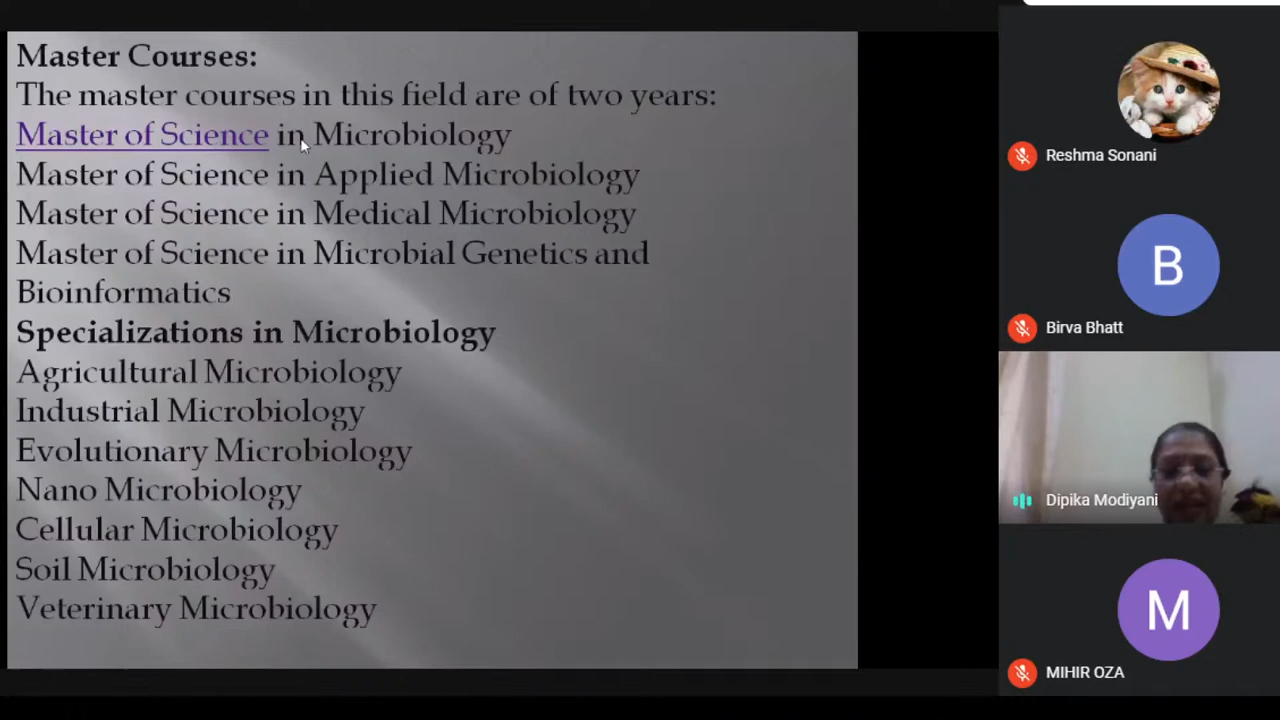 Master Courses:
The master courses in this field are of two years:
Master of Science in Microbiology
Master of Science in Applied Microbiology
Master of Science in Medical Microbiology
Master of Science in Microbial Genetics and
Bioinformatics
Specializations in Microbiology
Agricultural Microbiology
Industrial Microbiology
Evolutionary Microbiology
Nano Microbiology
Cellular Microbiology
Soil Microbiology
Veterinary Microbiology
Reshma Sonani
B
Birva Bhatt
Dipika Modiyani
M
MIHIR OZA